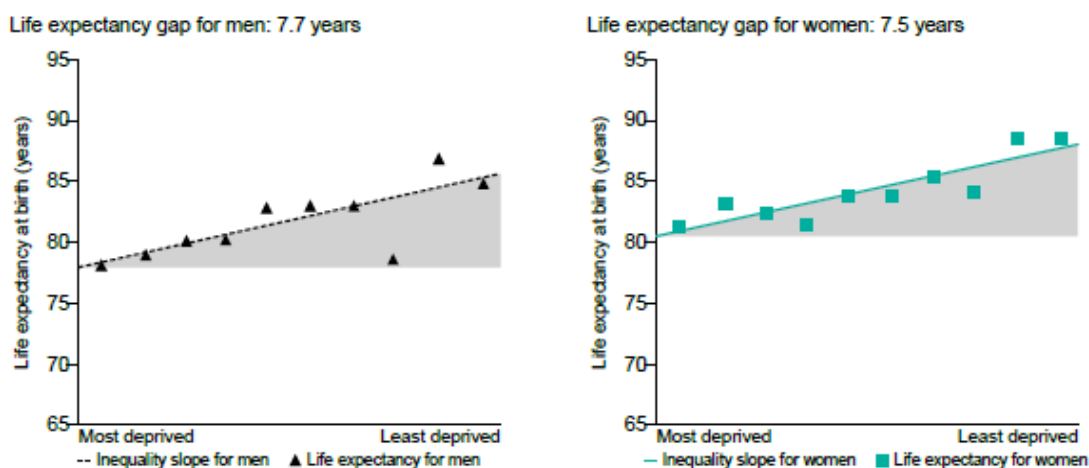 Life expectancy gap for men: 7.7 years
95
90
85
80
75
70
65
Life expectancy at birth (years)
Most deprived Least deprived
Inequality slope for men Life expectancy for men
Life expectancy gap for women: 7.5 years
95
90
85
80
75
70
65
Life expectancy at birth (years)
Most deprived Least deprived
Inequality slope for women Life expectancy for women